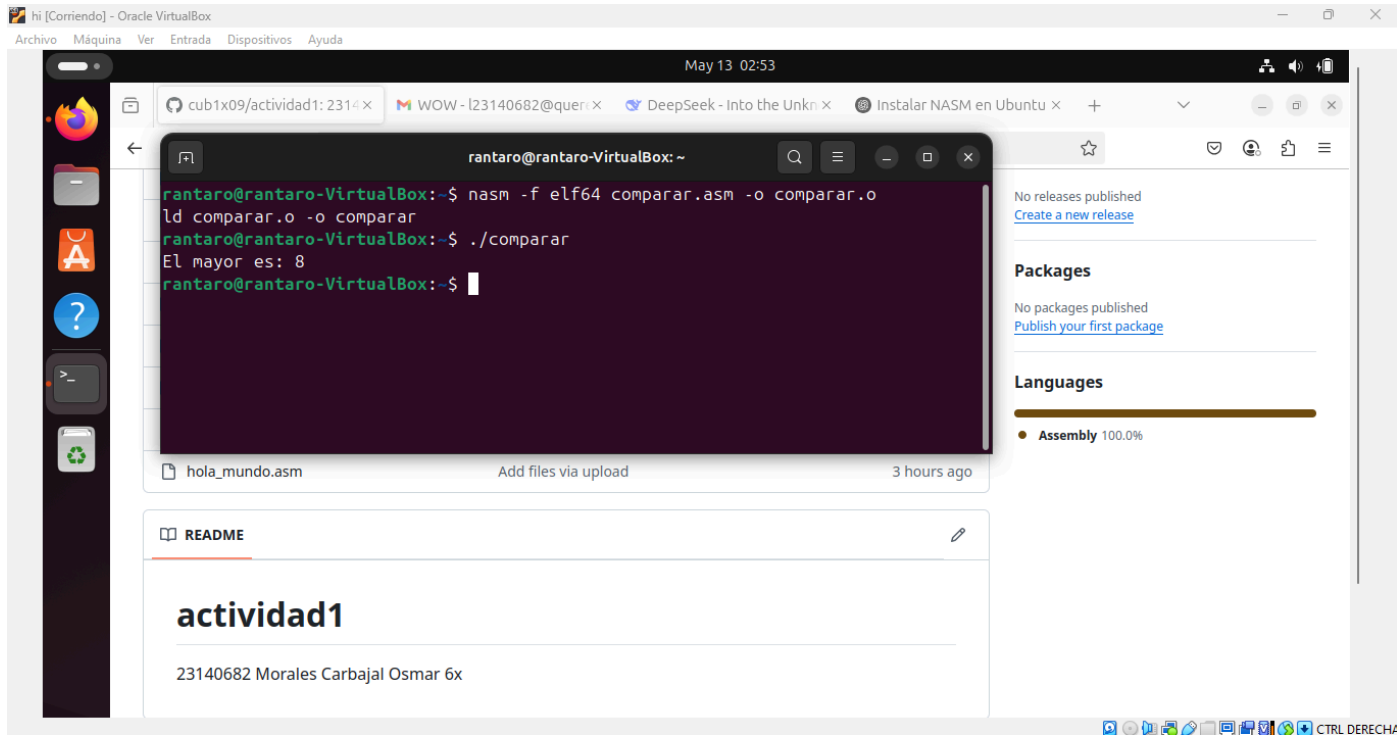 hi [Corriendo] - Oracle VirtualBox
Archivo Máquina Ver Entrada Dispositivos Ayuda
May 13 02:53
cub1x09/actividad1: 2314
WOW - l23140682@quere
DeepSeek - Into the Unkn
Instalar NASM en Ubuntu
rantaro@rantaro-VirtualBox: ~
rantaro@rantaro-VirtualBox:~$ nasm -f elf64 comparar.asm -o comparar.o
ld comparar.o -o comparar
rantaro@rantaro-VirtualBox:~$ ./comparar
El mayor es: 8
rantaro@rantaro-VirtualBox:~$
No releases published
Create a new release
Packages
No packages published
Publish your first package
Languages
Assembly 100.0%
hola_mundo.asm Add files via upload 3 hours ago
README
actividad1
23140682 Morales Carbajal Osmar 6x
CTRL DERECHA